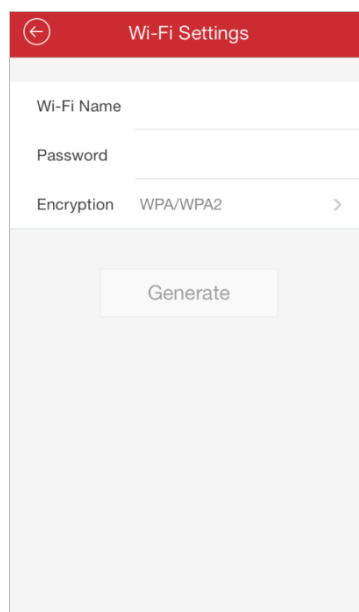 Wi-Fi Settings
Wi-Fi Name
Password
Encryption WPA/WPA2
Generate